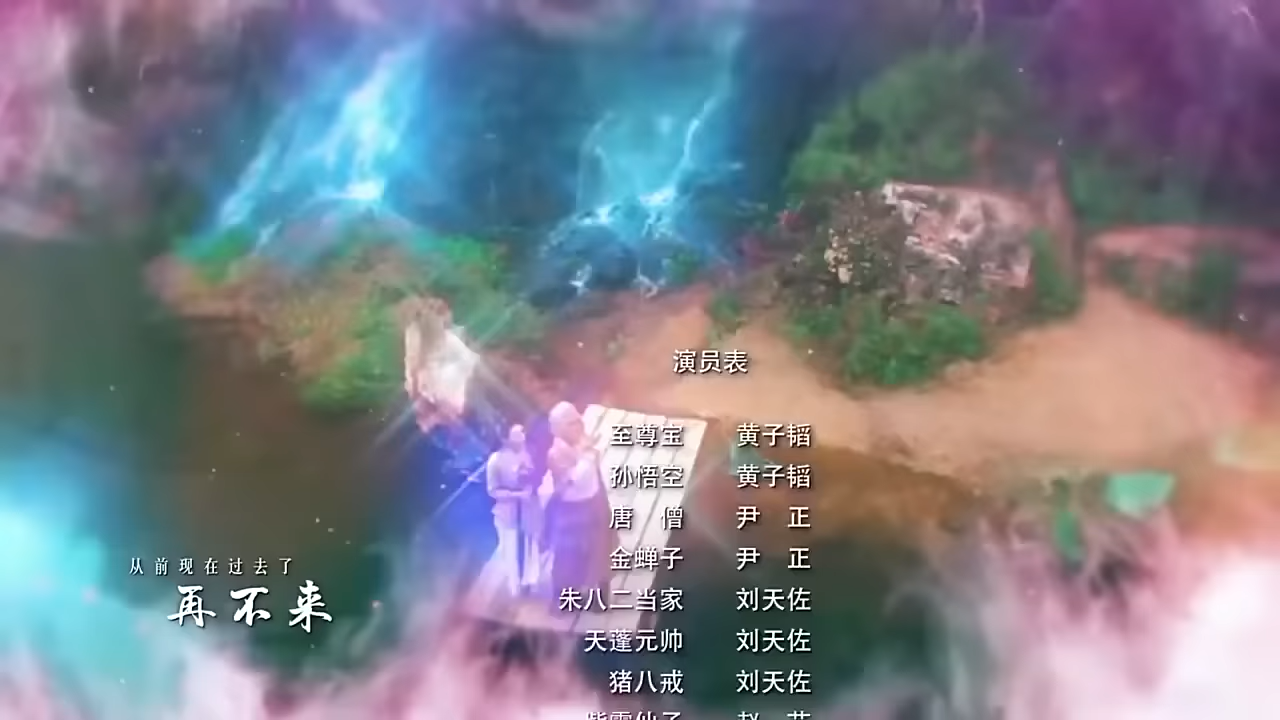 演员表
至尊宝 黄子韬
孙悟空 黄子韬
唐 僧 尹 正
金蝉子 尹 正
朱八二当家 刘天佐
天蓬元帅 刘天佐
猪八戒 刘天佐
从前现在过去了
再不来